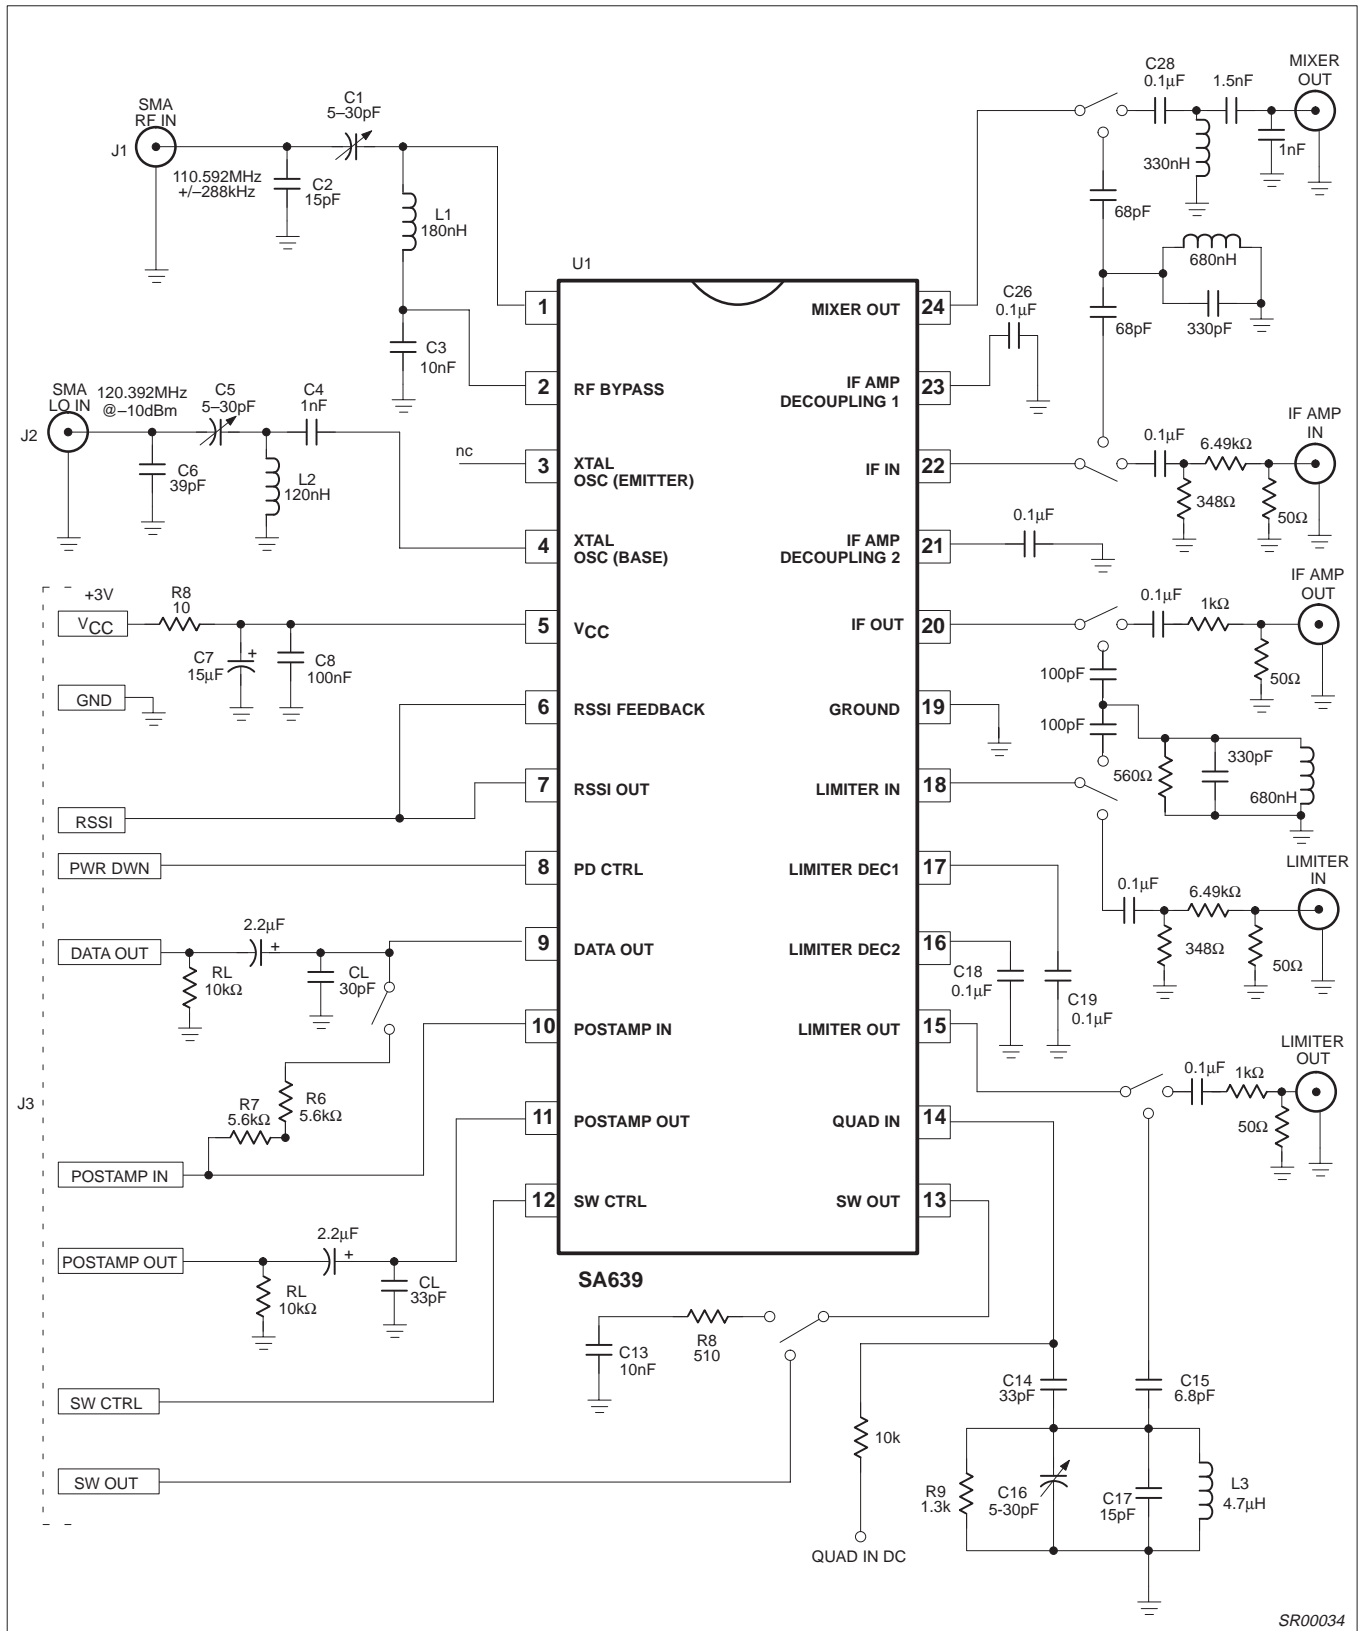 C28
0.1µF
1.5nF
MIXER
OUT
SMA
RF IN
C1
5–30pF
J1
110.592MHz
+/–288kHz
C2
15pF
330nH
1nF
L1
180nH
68pF
680nH
330pF
68pF
U1
C26
0.1µF
C3
10nF
SMA
LO IN
120.392MHz
@–10dBm
C5
5–30pF
C4
1nF
J2
C6
39pF
L2
120nH
nc
1
2 RF BYPASS
3 XTAL
OSC (EMITTER)
4 XTAL
OSC (BASE)
5 VCC
6 RSSI FEEDBACK
7 RSSI OUT
8 PD CTRL
9 DATA OUT
10 POSTAMP IN
11 POSTAMP OUT
12 SW CTRL
MIXER OUT 24
IF AMP
DECOUPLING 1 23
IF IN 22
IF AMP
DECOUPLING 2 21
IF OUT 20
GROUND 19
LIMITER IN 18
LIMITER DEC1 17
LIMITER DEC2 16
LIMITER OUT 15
QUAD IN 14
SW OUT 13
SA639
0.1µF
6.49kΩ
IF AMP
IN
348Ω
50Ω
0.1µF
0.1µF
1kΩ
IF AMP
OUT
50Ω
100pF
100pF
560Ω
330pF
680nH
0.1µF
6.49kΩ
LIMITER
IN
348Ω
50Ω
C18
0.1µF
C19
0.1µF
0.1µF
1kΩ
LIMITER
OUT
50Ω
+3V
VCC
R8
10
C7
15µF
+
C8
100nF
GND
RSSI
PWR DWN
DATA OUT
2.2µF
+
RL
10kΩ
CL
30pF
J3
R7
5.6kΩ
R6
5.6kΩ
POSTAMP IN
POSTAMP OUT
2.2µF
+
RL
10kΩ
CL
33pF
SW CTRL
SW OUT
C13
10nF
R8
510
10k
QUAD IN DC
C14
33pF
C15
6.8pF
R9
1.3k
C16
5-30pF
C17
15pF
L3
4.7µH
SR00034